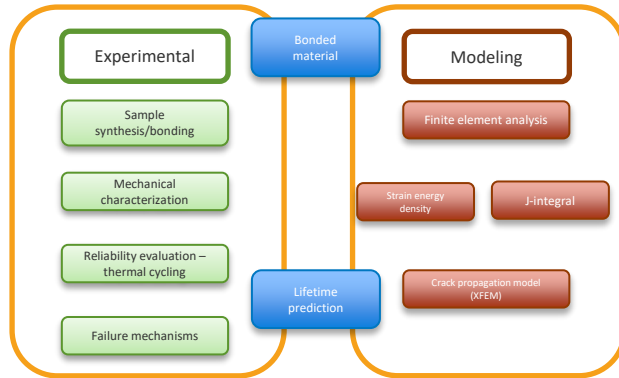 Bonded
material
Experimental
Modeling
Sample
synthesis/bonding
Finite element analysis
Mechanical
characterization
Strain energy
density
J-integral
Reliability evaluation –
thermal cycling
Lifetime
prediction
Crack propagation model
(XFEM)
Failure mechanisms